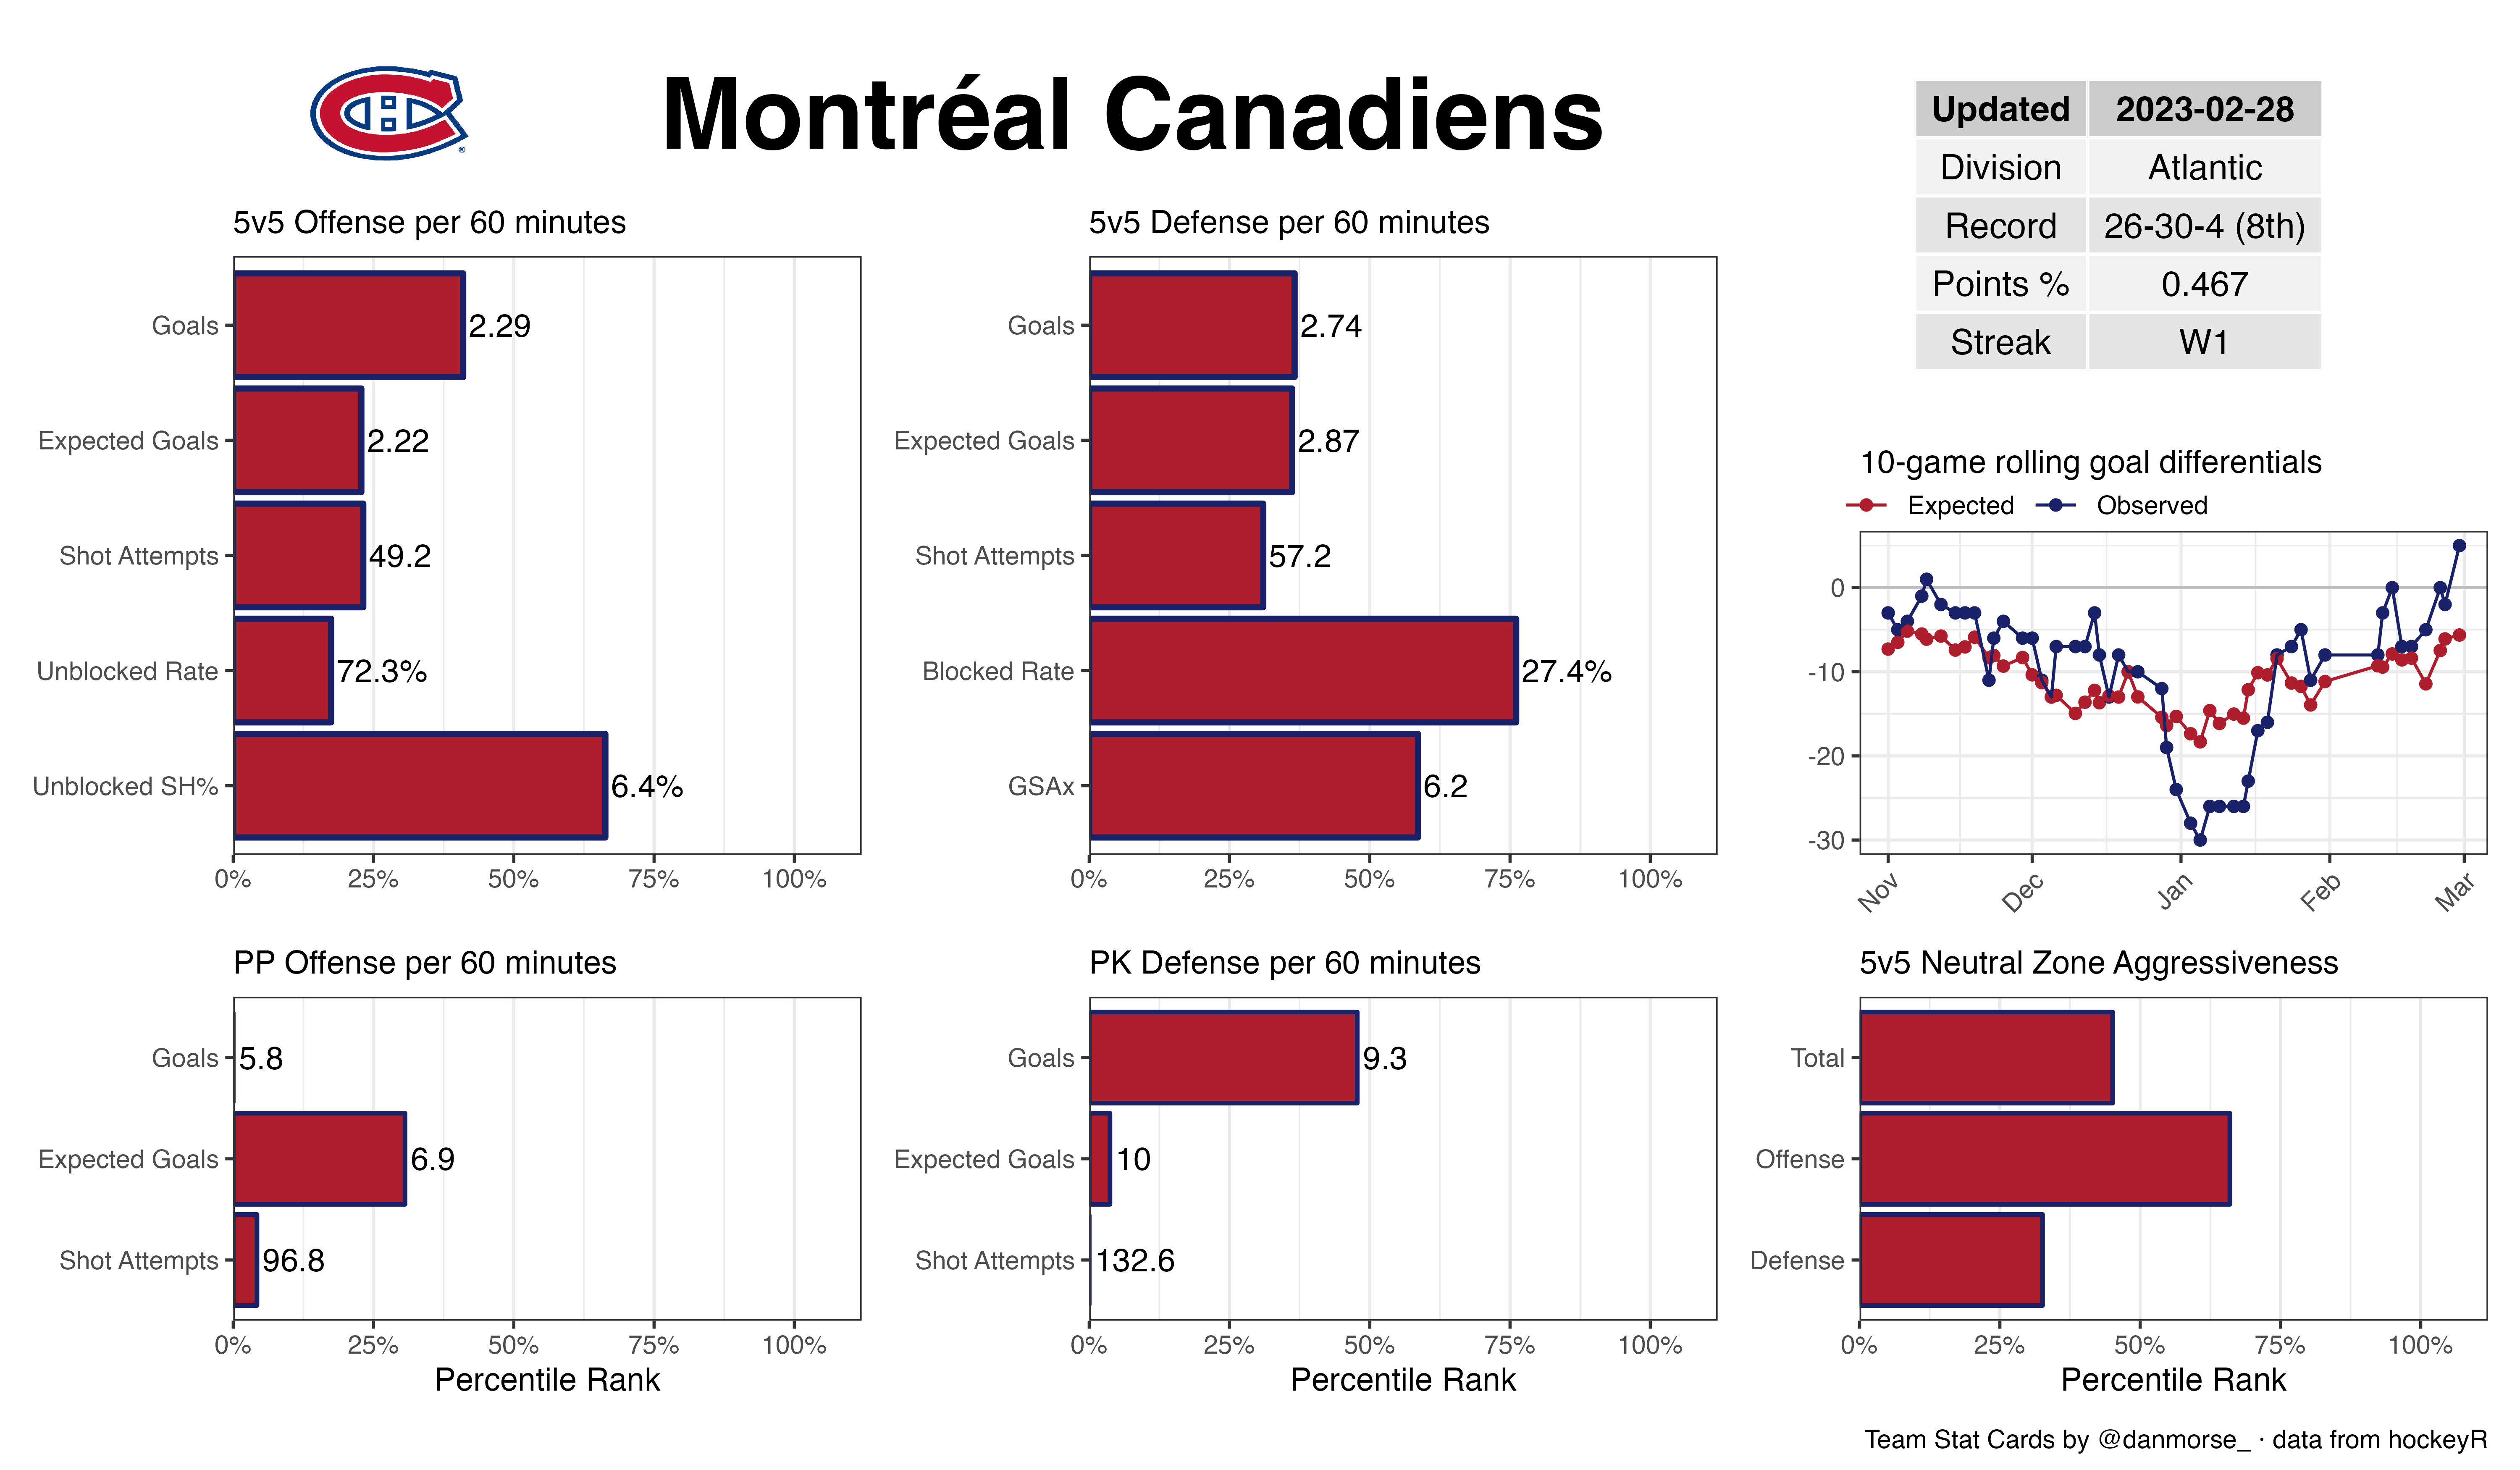 Montréal Canadiens
Updated 2023-02-28
Division Atlantic
Record 26-30-4 (8th)
Points % 0.467
Streak W1
5v5 Offense per 60 minutes
Goals 2.29
Expected Goals 2.22
Shot Attempts 49.2
Unblocked Rate 72.3%
Unblocked SH% 6.4%
0% 25% 50% 75% 100%
5v5 Defense per 60 minutes
Goals 2.74
Expected Goals 2.87
Shot Attempts 57.2
Blocked Rate 27.4%
GSAx 6.2
0% 25% 50% 75% 100%
10-game rolling goal differentials
Expected Observed
0
-10
-20
-30
Nov Dec Jan Feb Mar
PP Offense per 60 minutes
Goals 5.8
Expected Goals 6.9
Shot Attempts 96.8
0% 25% 50% 75% 100%
Percentile Rank
PK Defense per 60 minutes
Goals 9.3
Expected Goals 10
Shot Attempts 132.6
0% 25% 50% 75% 100%
Percentile Rank
5v5 Neutral Zone Aggressiveness
Total
Offense
Defense
0% 25% 50% 75% 100%
Percentile Rank
Team Stat Cards by @danmorse_ · data from hockeyR